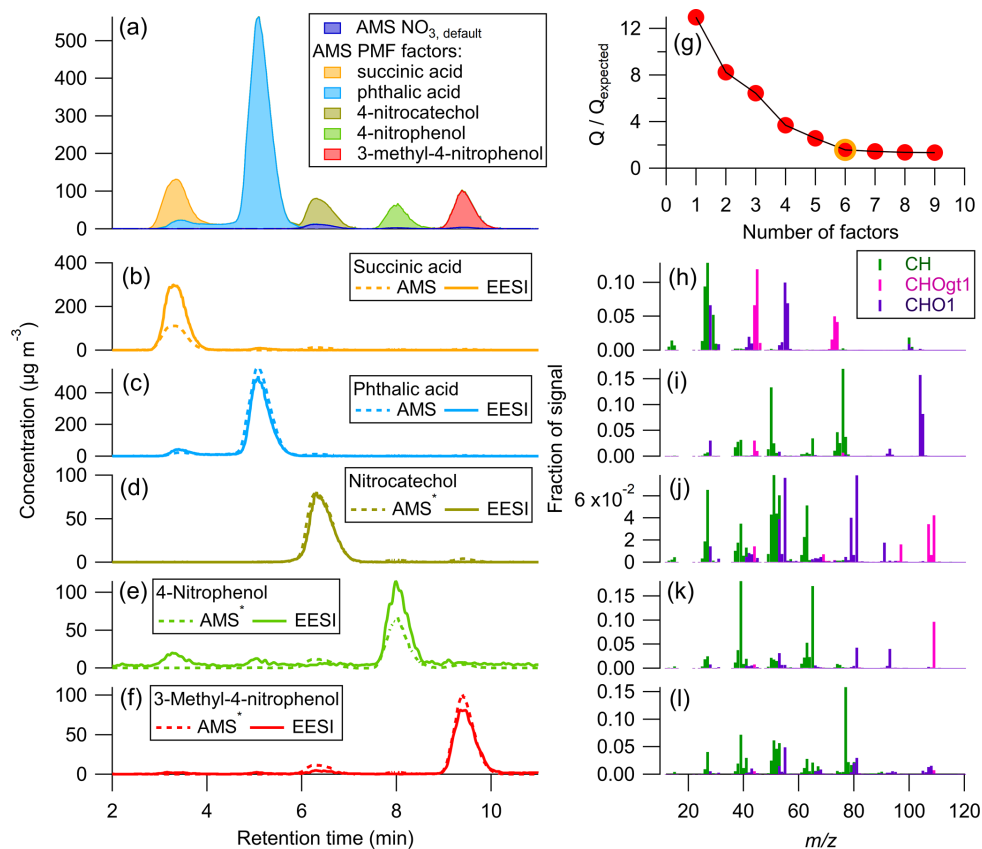 (a)
AMS NO3, default
AMS PMF factors:
succinic acid
phthalic acid
4-nitrocatechol
4-nitrophenol
3-methyl-4-nitrophenol
500
400
300
200
100
0
(b)
Succinic acid
AMS EESI
400
200
0
(c)
Phthalic acid
AMS EESI
400
200
0
(d)
Nitrocatechol
AMS* EESI
100
50
0
(e)
4-Nitrophenol
AMS* EESI
100
50
0
(f)
3-Methyl-4-nitrophenol
AMS* EESI
100
50
0
Concentration (µg m-3)
2 4 6 8 10
Retention time (min)
(g)
Q / Qexpected
12
8
4
0
0 1 2 3 4 5 6 7 8 9 10
Number of factors
CH
CHOgt1
CHO1
(h)
0.10
0.05
0.00
(i)
0.15
0.10
0.05
0.00
(j)
6 x10-2
4
2
0
(k)
0.15
0.10
0.05
0.00
(l)
0.15
0.10
0.05
0.00
Fraction of signal
20 40 60 80 100 120
m/z